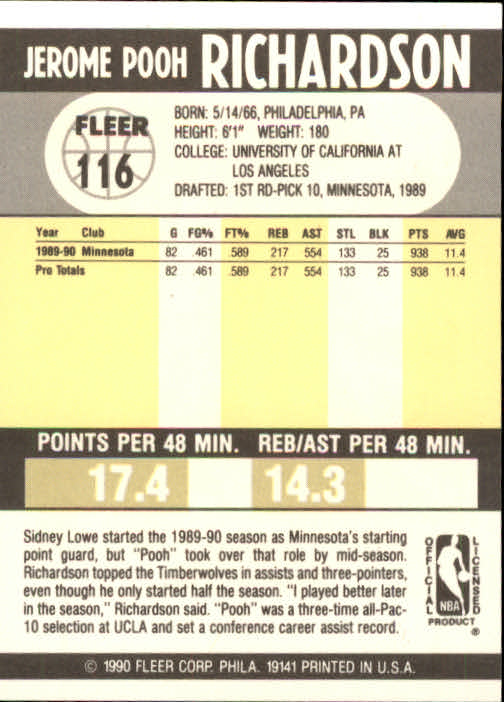 JEROME POOH RICHARDSON
FLEER
116
BORN: 5/14/66, PHILADELPHIA, PA
HEIGHT: 6'1" WEIGHT: 180
COLLEGE: UNIVERSITY OF CALIFORNIA AT
LOS ANGELES
DRAFTED: 1ST RD-PICK 10, MINNESOTA, 1989
Year Club G FG% FT% REB AST STL BLK PTS AVG
1989-90 Minnesota 82 .461 .589 217 554 133 25 938 11.4
Pro Totals 82 .461 .589 217 554 133 25 938 11.4
POINTS PER 48 MIN. REB/AST PER 48 MIN.
17.4 14.3
Sidney Lowe started the 1989-90 season as Minnesota's starting
point guard, but "Pooh" took over that role by mid-season.
Richardson topped the Timberwolves in assists and three-pointers,
even though he only started half the season. "I played better later
in the season," Richardson said. "Pooh" was a three-time all-Pac-
10 selection at UCLA and set a conference career assist record.
OFFICIAL
LICENSED
NBA
PRODUCT
®
© 1990 FLEER CORP. PHILA. 19141 PRINTED IN U.S.A.